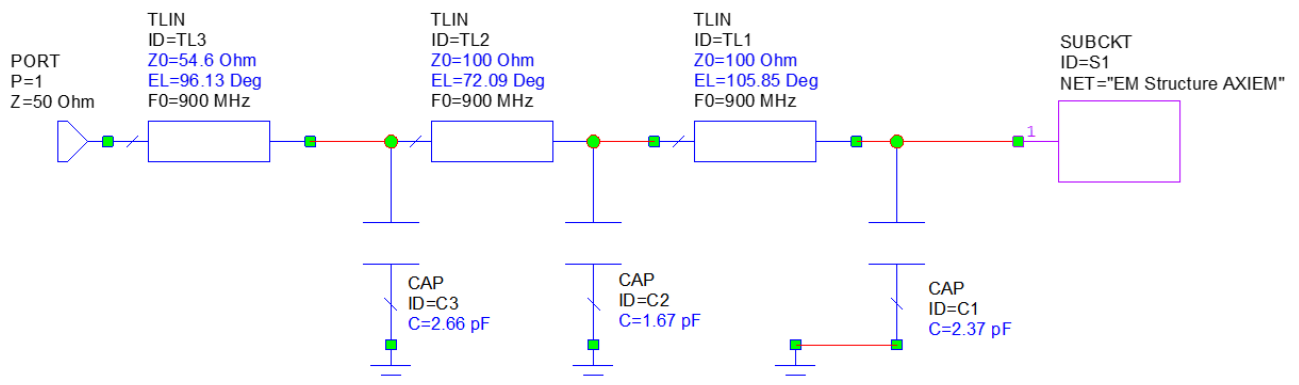 PORT
P=1
Z=50 Ohm
TLIN
ID=TL3
Z0=54.6 Ohm
EL=96.13 Deg
F0=900 MHz
TLIN
ID=TL2
Z0=100 Ohm
EL=72.09 Deg
F0=900 MHz
TLIN
ID=TL1
Z0=100 Ohm
EL=105.85 Deg
F0=900 MHz
SUBCKT
ID=S1
NET="EM Structure AXIEM"
1
CAP
ID=C3
C=2.66 pF
CAP
ID=C2
C=1.67 pF
CAP
ID=C1
C=2.37 pF